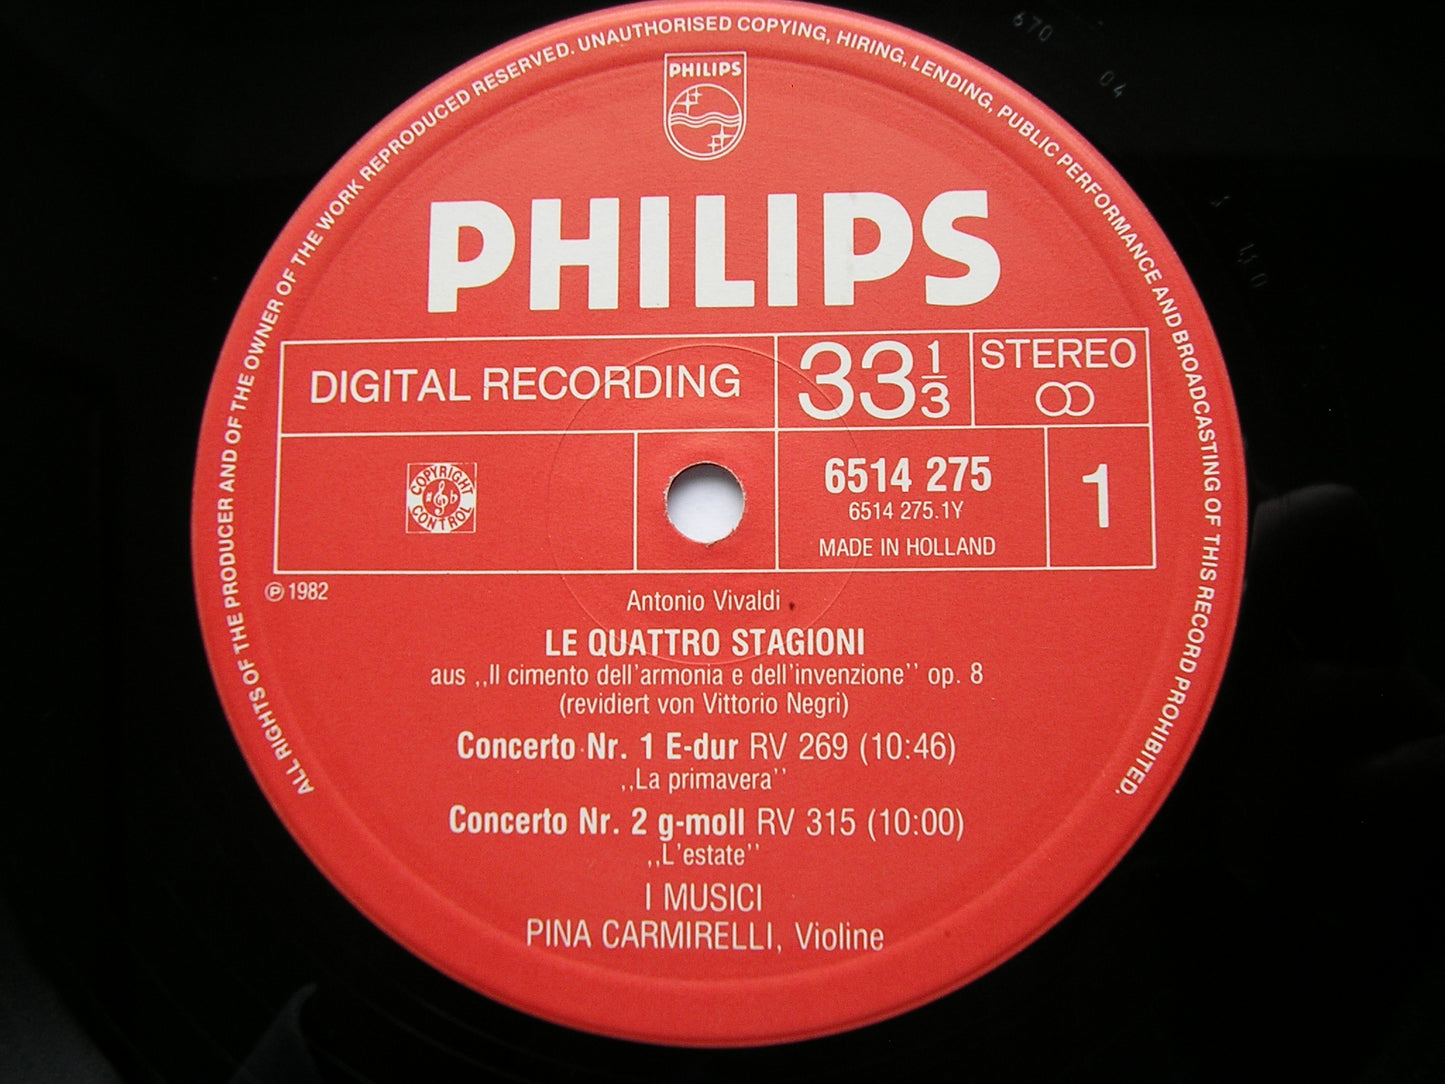 ALL RIGHTS OF THE PRODUCER AND OF THE OWNER OF THE WORK REPRODUCED RESERVED. UNAUTHORISED COPYING, HIRING, LENDING, PUBLIC PERFORMANCE AND BROADCASTING OF THIS RECORD PROHIBITED.
PHILIPS
PHILIPS
DIGITAL RECORDING
33 1/3
STEREO
COPYRIGHT CONTROL
6514 275
6514 275.1Y
MADE IN HOLLAND
1
℗ 1982
Antonio Vivaldi
LE QUATTRO STAGIONI
aus ,,Il cimento dell'armonia e dell'invenzione'' op. 8
(revidiert von Vittorio Negri)
Concerto Nr. 1 E-dur RV 269 (10:46)
,,La primavera''
Concerto Nr. 2 g-moll RV 315 (10:00)
,,L'estate''
I MUSICI
PINA CARMIRELLI, Violine
670
04